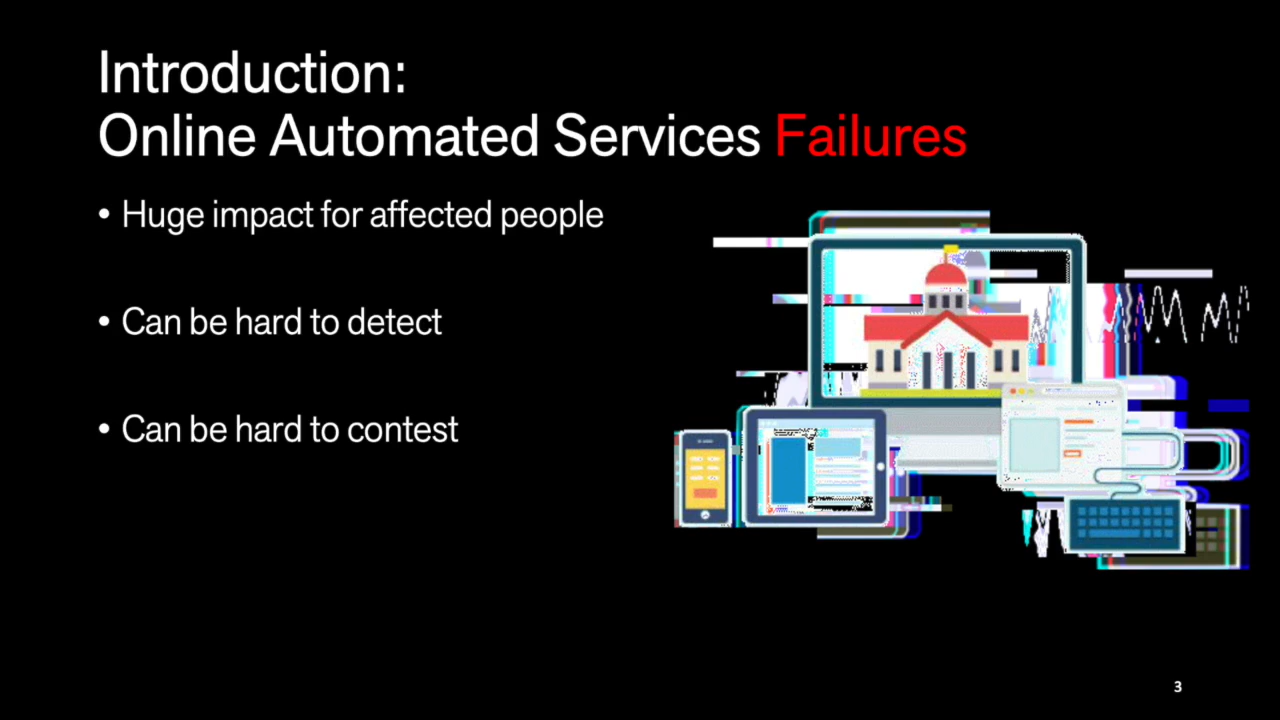 Introduction:
Online Automated Services Failures
• Huge impact for affected people
• Can be hard to detect
• Can be hard to contest
3